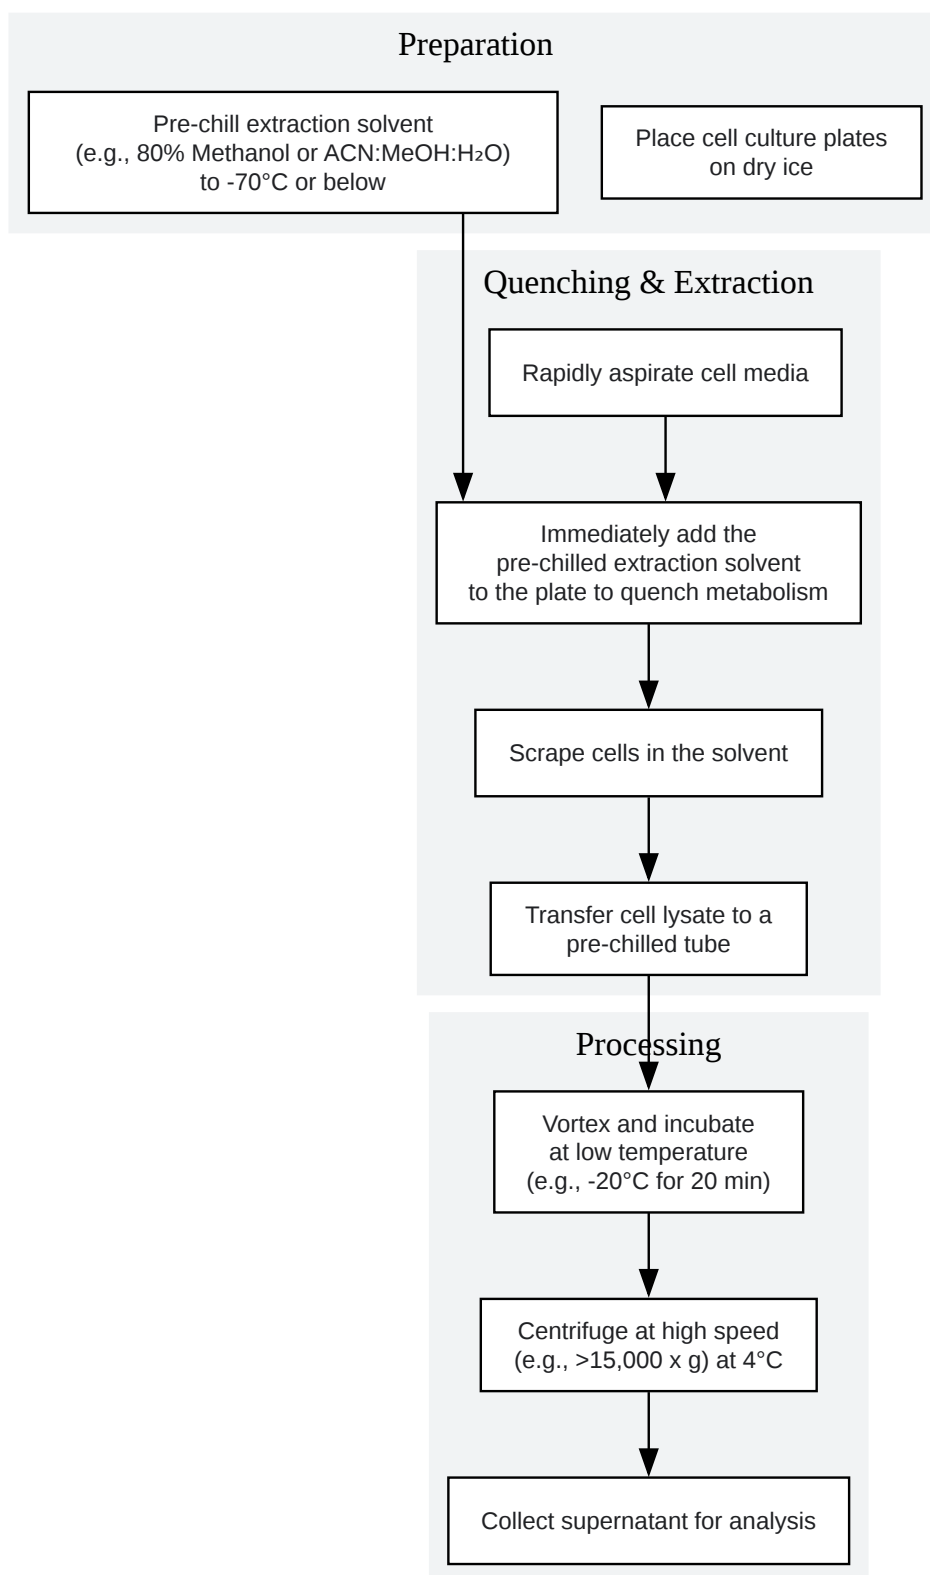 Preparation
Pre-chill extraction solvent
(e.g., 80% Methanol or ACN:MeOH:H₂O)
to -70°C or below
Place cell culture plates
on dry ice
Quenching & Extraction
Rapidly aspirate cell media
Immediately add the
pre-chilled extraction solvent
to the plate to quench metabolism
Scrape cells in the solvent
Transfer cell lysate to a
pre-chilled tube
Processing
Vortex and incubate
at low temperature
(e.g., -20°C for 20 min)
Centrifuge at high speed
(e.g., >15,000 x g) at 4°C
Collect supernatant for analysis